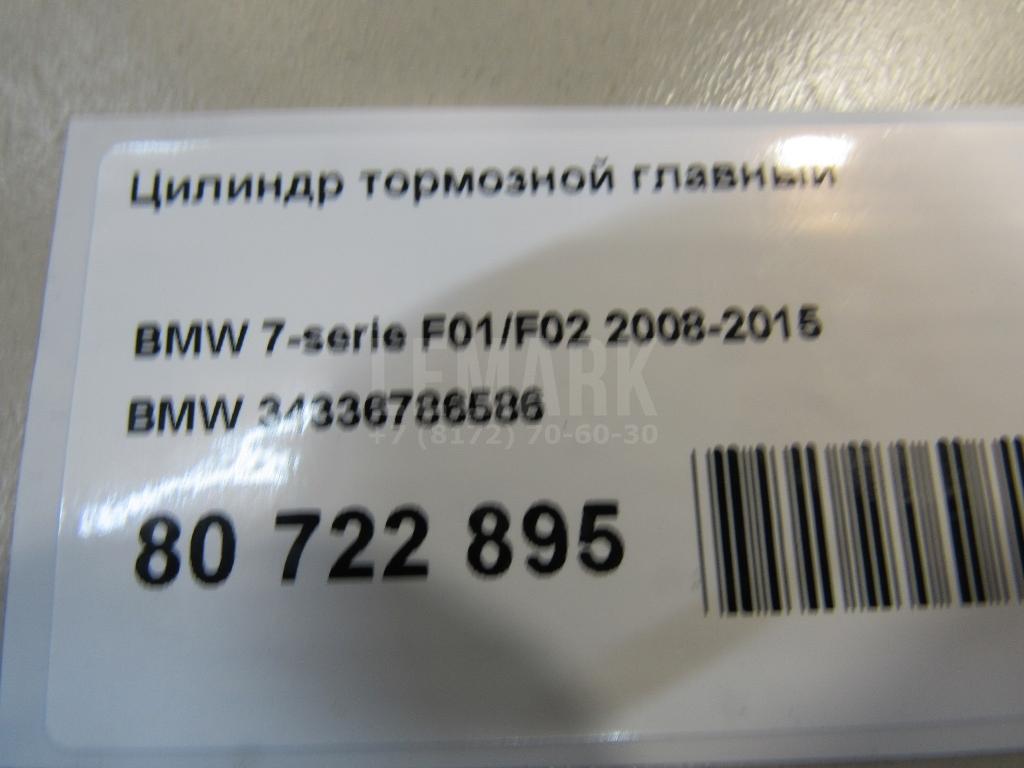 Цилиндр тормозной главный
BMW 7-serie F01/F02 2008-2015
LEMARK
BMW 34336786586
+7 (8172) 70-60-30
80 722 895